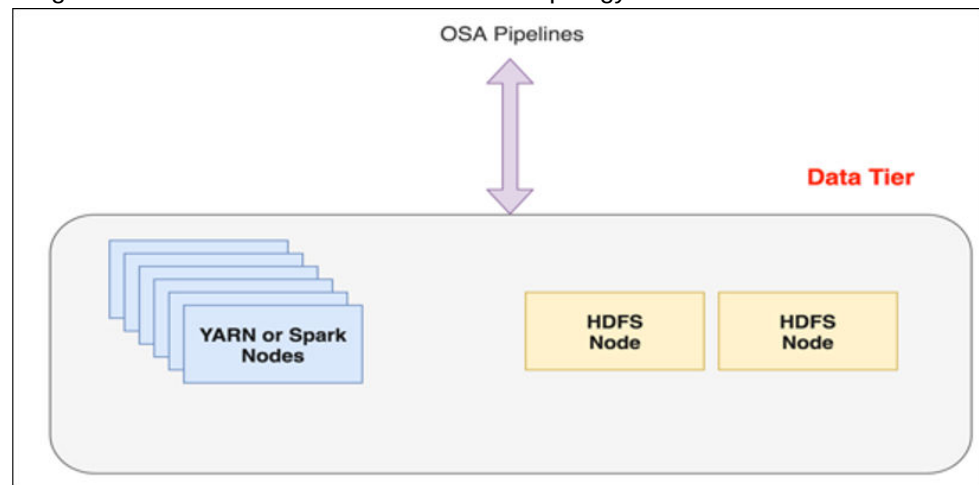 OSA Pipelines
Data Tier
YARN or Spark
Nodes
HDFS
Node
HDFS
Node